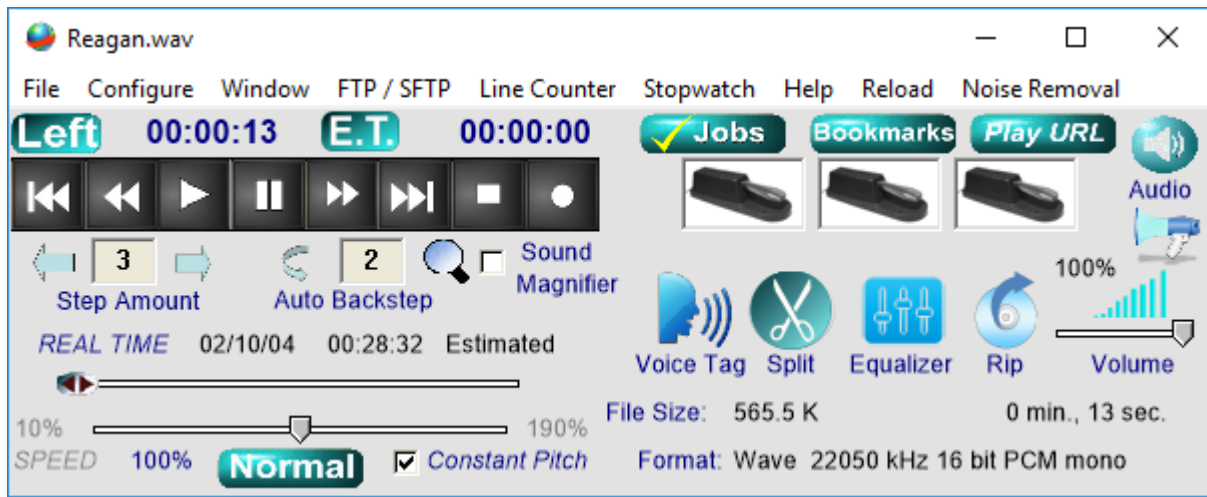 Reagan.wav
File Configure Window FTP / SFTP Line Counter Stopwatch Help Reload Noise Removal
Left 00:00:13 E.T. 00:00:00 Jobs Bookmarks Play URL
Audio
3 2 Sound Magnifier 100%
Step Amount Auto Backstep
REAL TIME 02/10/04 00:28:32 Estimated
Voice Tag Split Equalizer Rip Volume
File Size: 565.5 K 0 min., 13 sec.
10% 190%
SPEED 100% Normal Constant Pitch Format: Wave 22050 kHz 16 bit PCM mono